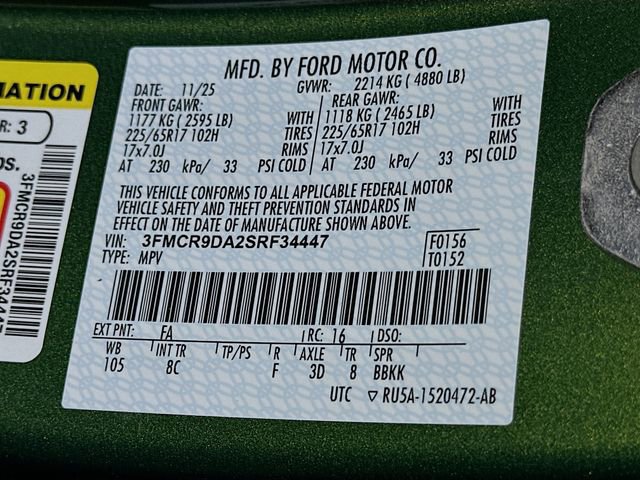 MATION
R: 3
os.
3FMCR9DA2SRF34447
MFD. BY FORD MOTOR CO.
DATE: 11/25 GVWR: 2214 KG ( 4880 LB)
FRONT GAWR: REAR GAWR:
1177 KG ( 2595 LB) WITH 1118 KG ( 2465 LB) WITH
225/65R17 102H TIRES 225/65R17 102H TIRES
17x7.0J RIMS 17x7.0J RIMS
AT 230 kPa/ 33 PSI COLD AT 230 kPa/ 33 PSI COLD
THIS VEHICLE CONFORMS TO ALL APPLICABLE FEDERAL MOTOR
VEHICLE SAFETY AND THEFT PREVENTION STANDARDS IN
EFFECT ON THE DATE OF MANUFACTURE SHOWN ABOVE.
VIN: 3FMCR9DA2SRF34447 F0156
TYPE: MPV T0152
EXT PNT: FA RC: 16 DSO:
WB INT TR TP/PS R AXLE TR SPR
105 8C F 3D 8 BBKK
UTC ▽RU5A-1520472-AB